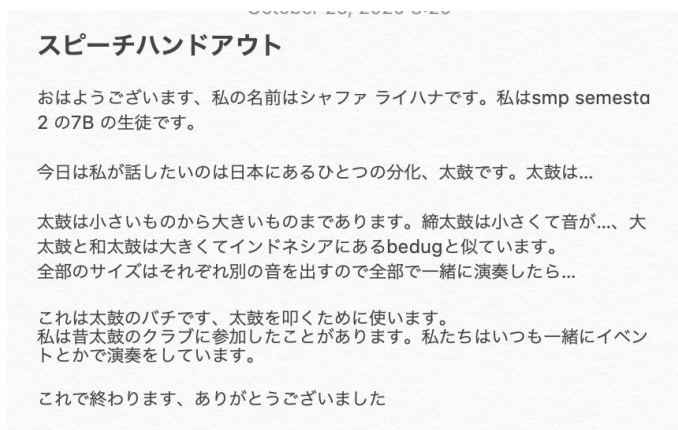 スピーチハンドアウト
おはようございます、私の名前はシャファ ライハナです。私はsmp semesta
2 の7B の生徒です。
今日は私が話したいのは日本にあるひとつの分化、太鼓です。太鼓は...
太鼓は小さいものから大きいものまであります。締太鼓は小さくて音が...、大
太鼓と和太鼓は大きくてインドネシアにあるbedugと似ています。
全部のサイズはそれぞれ別の音を出すので全部で一緒に演奏したら...
これは太鼓のバチです、太鼓を叩くために使います。
私は昔太鼓のクラブに参加したことがあります。私たちはいつも一緒にイベン
トとかで演奏をしています。
これで終わります、ありがとうございました